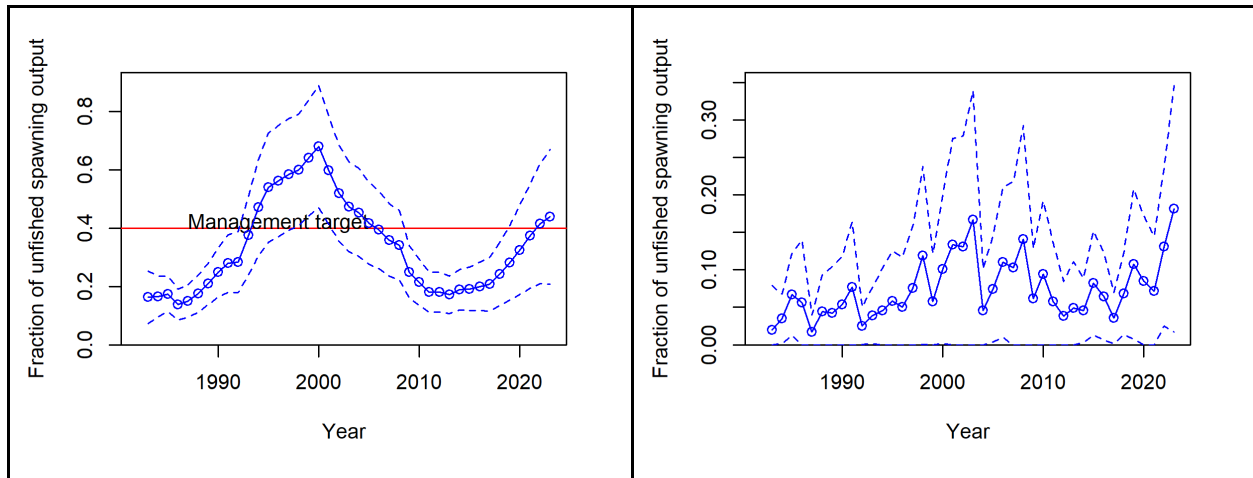 Fraction of unfished spawning output
0.8
0.6
0.4
0.2
0.0
Management target
1990 2000 2010 2020
Year
Fraction of unfished spawning output
0.30
0.20
0.10
0.00
1990 2000 2010 2020
Year